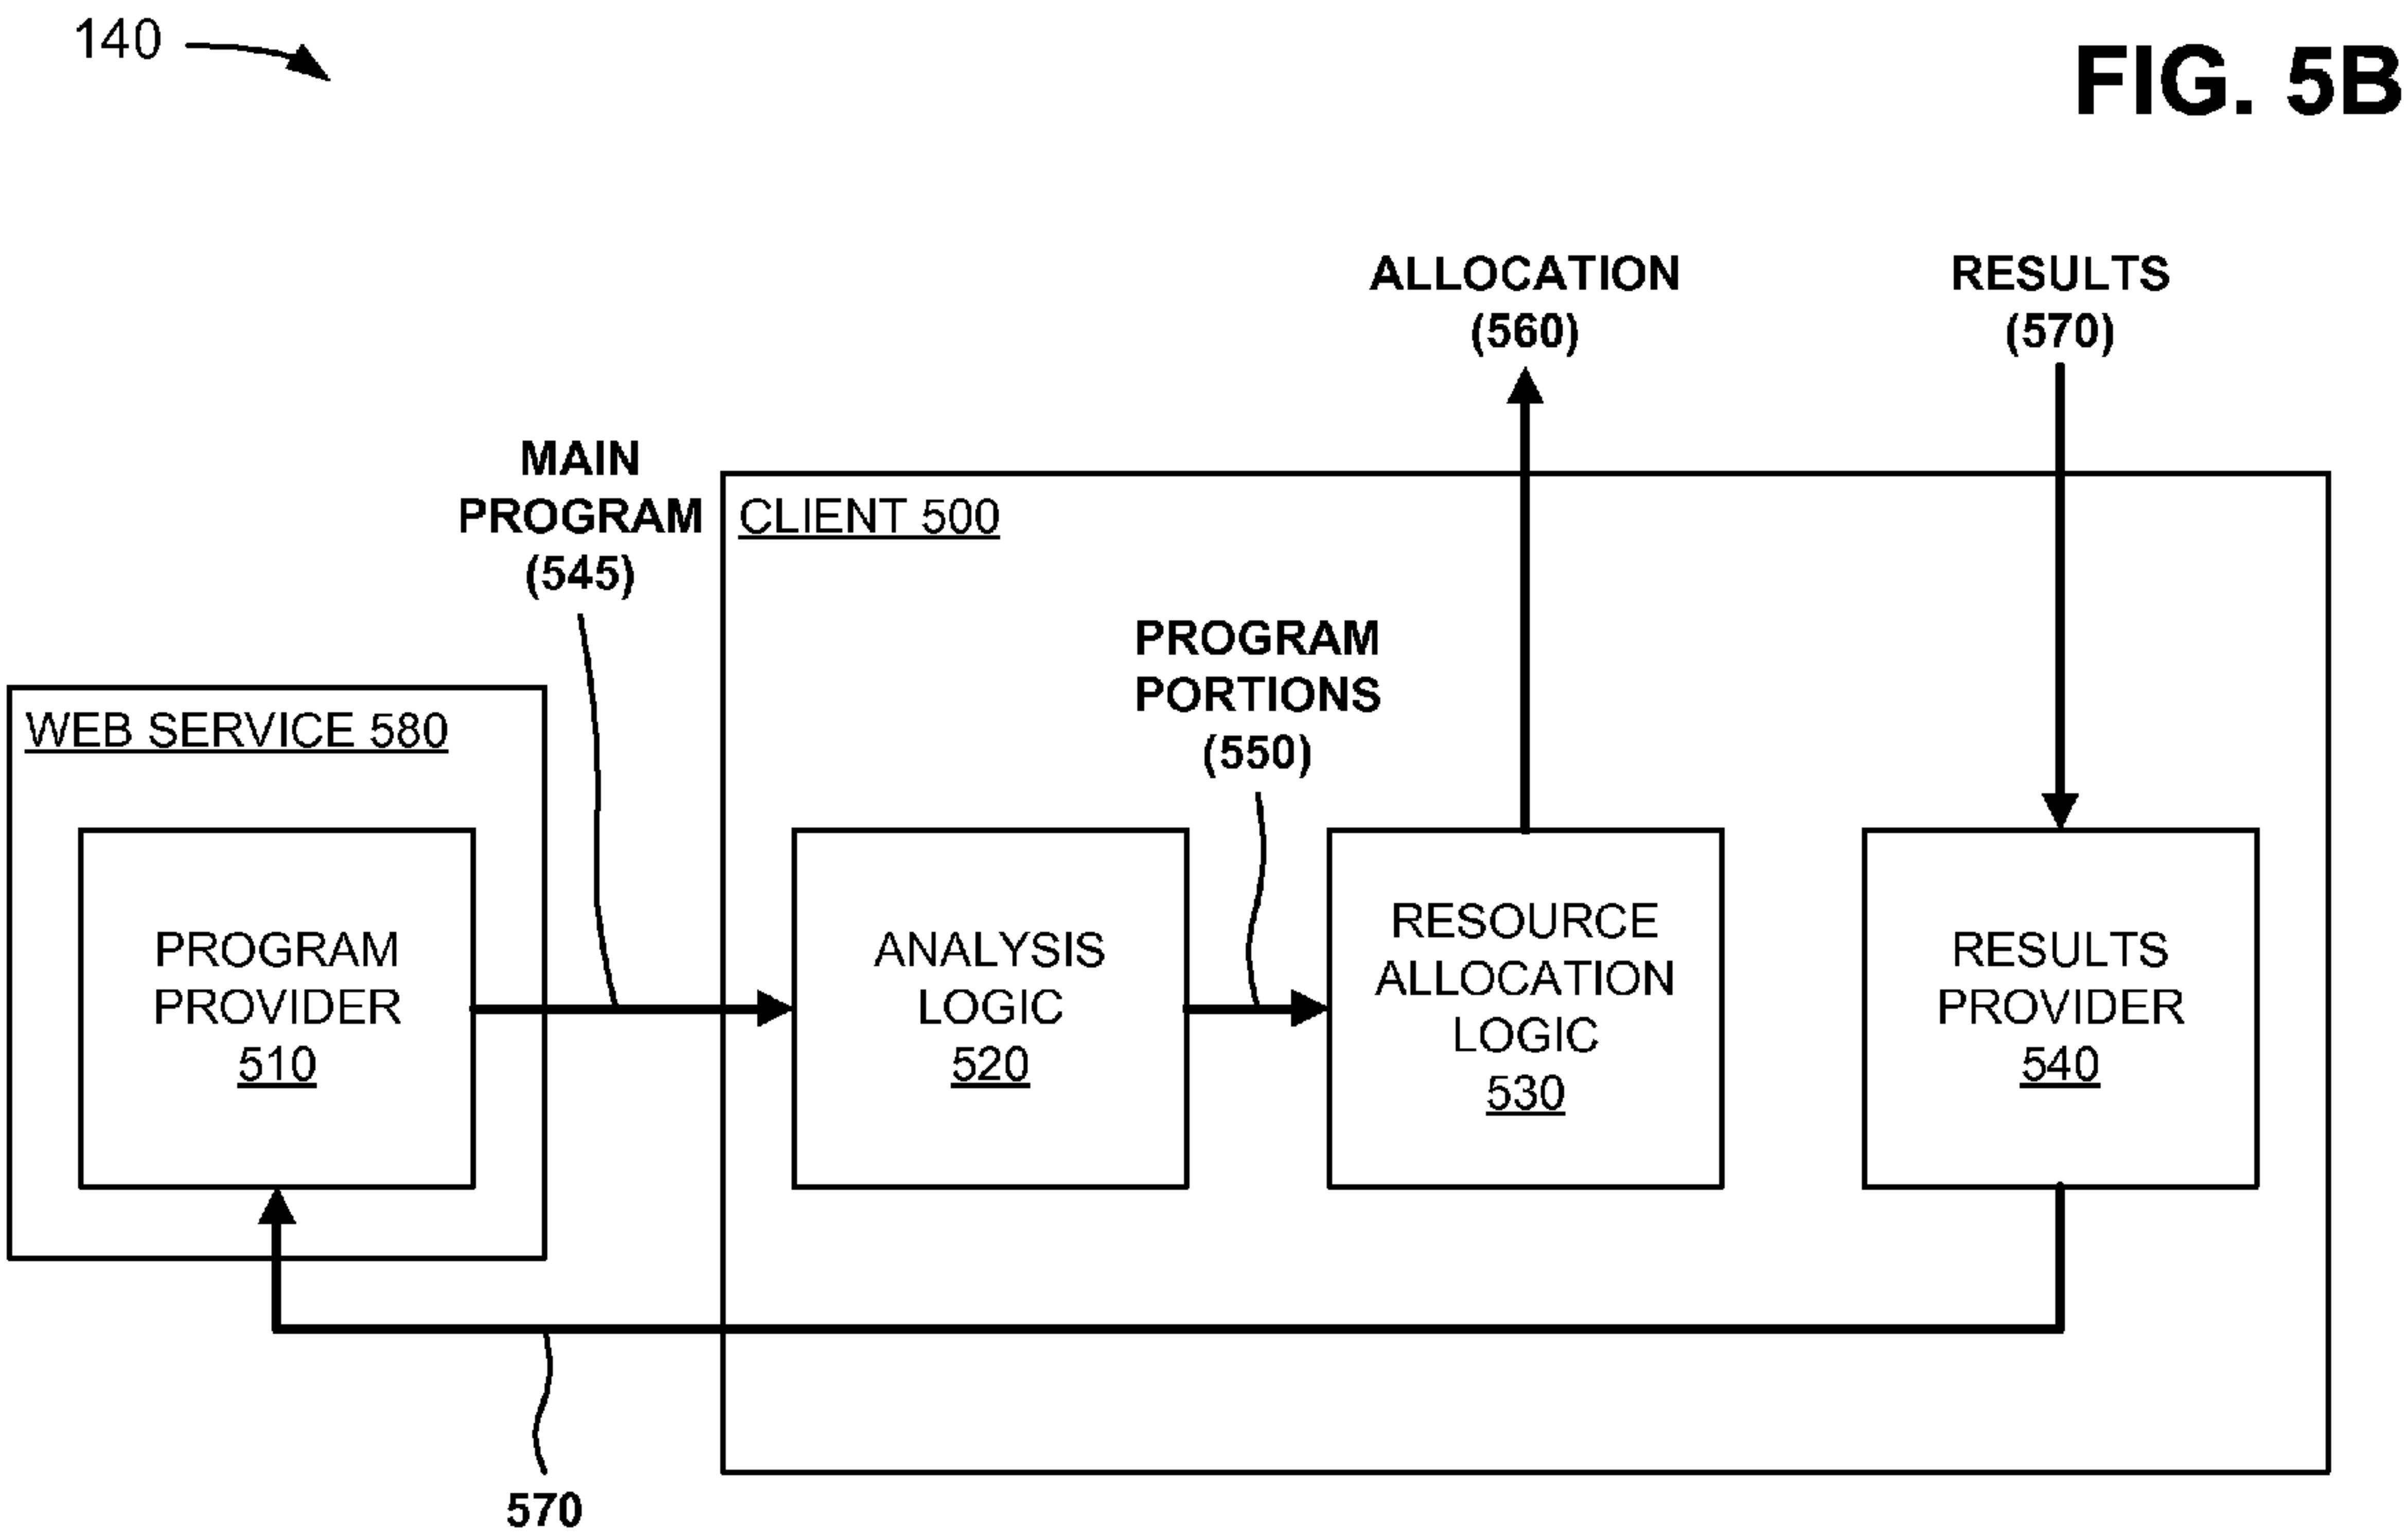 140
FIG. 5B
ALLOCATION
(560)
RESULTS
(570)
MAIN
PROGRAM
(545)
CLIENT 500
PROGRAM
PORTIONS
(550)
WEB SERVICE 580
PROGRAM
PROVIDER
510
ANALYSIS
LOGIC
520
RESOURCE
ALLOCATION
LOGIC
530
RESULTS
PROVIDER
540
570